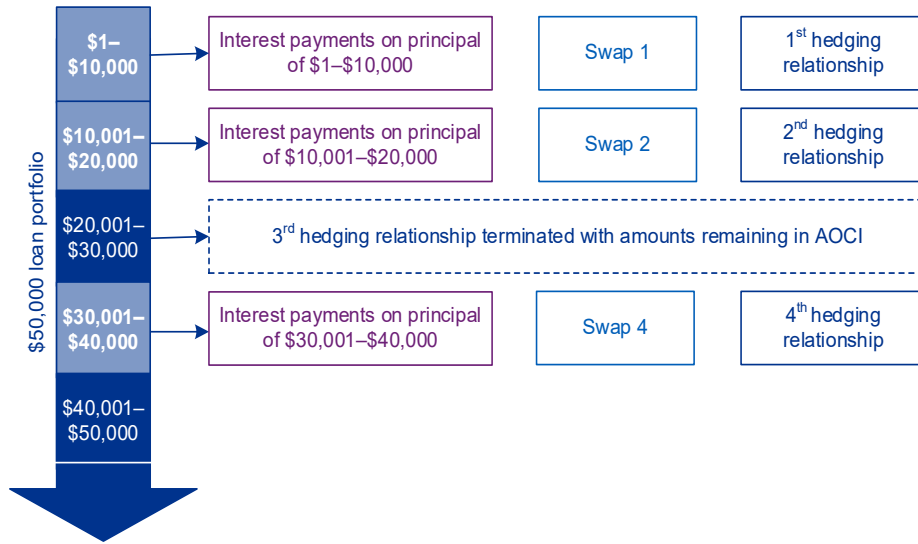 $50,000 loan portfolio
$1–
$10,000
Interest payments on principal
of $1–$10,000
Swap 1
1st hedging
relationship
$10,001–
$20,000
Interest payments on principal
of $10,001–$20,000
Swap 2
2nd hedging
relationship
$20,001–
$30,000
3rd hedging relationship terminated with amounts remaining in AOCI
$30,001–
$40,000
Interest payments on principal
of $30,001–$40,000
Swap 4
4th hedging
relationship
$40,001–
$50,000